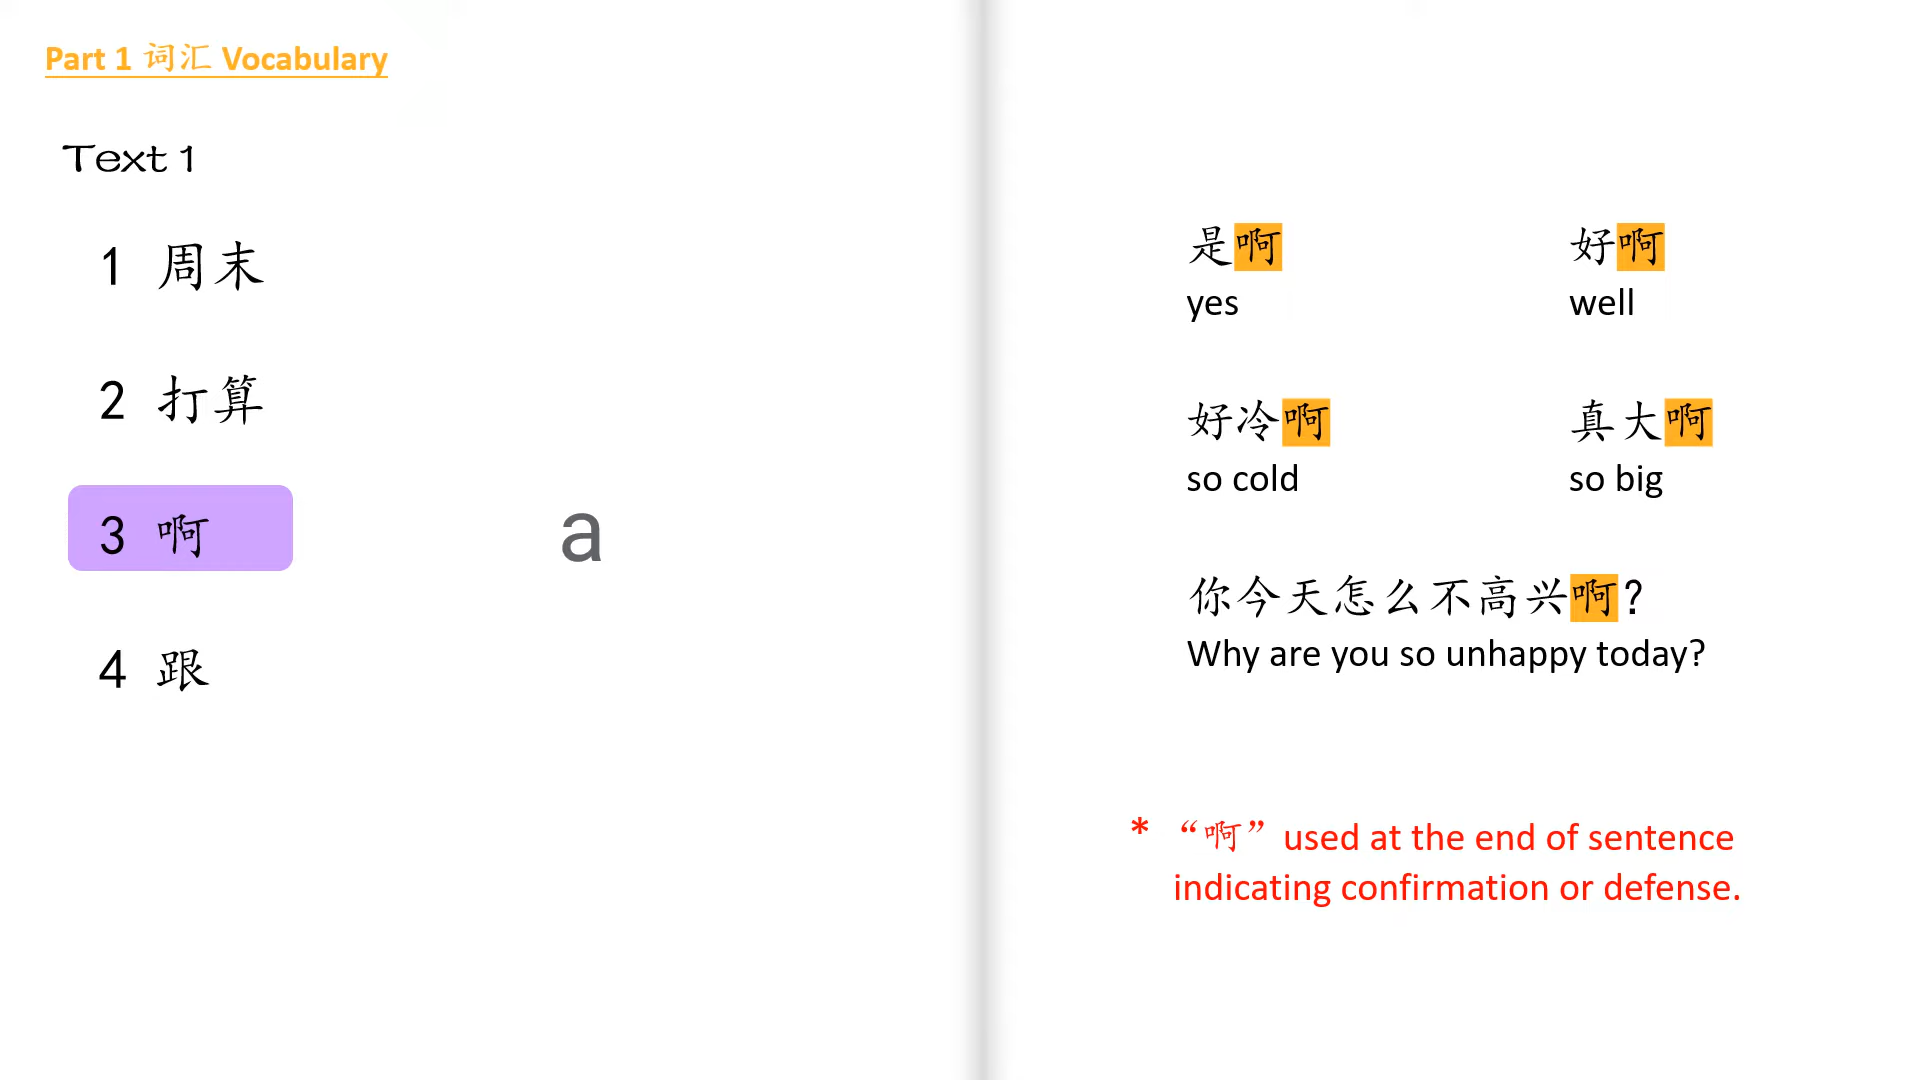 Part 1 词汇 Vocabulary
Text 1
1 周末
2 打算
3 啊
a
4 跟
是啊
yes
好啊
well
好冷啊
so cold
真大啊
so big
你今天怎么不高兴啊?
Why are you so unhappy today?
* “啊” used at the end of sentence
indicating confirmation or defense.